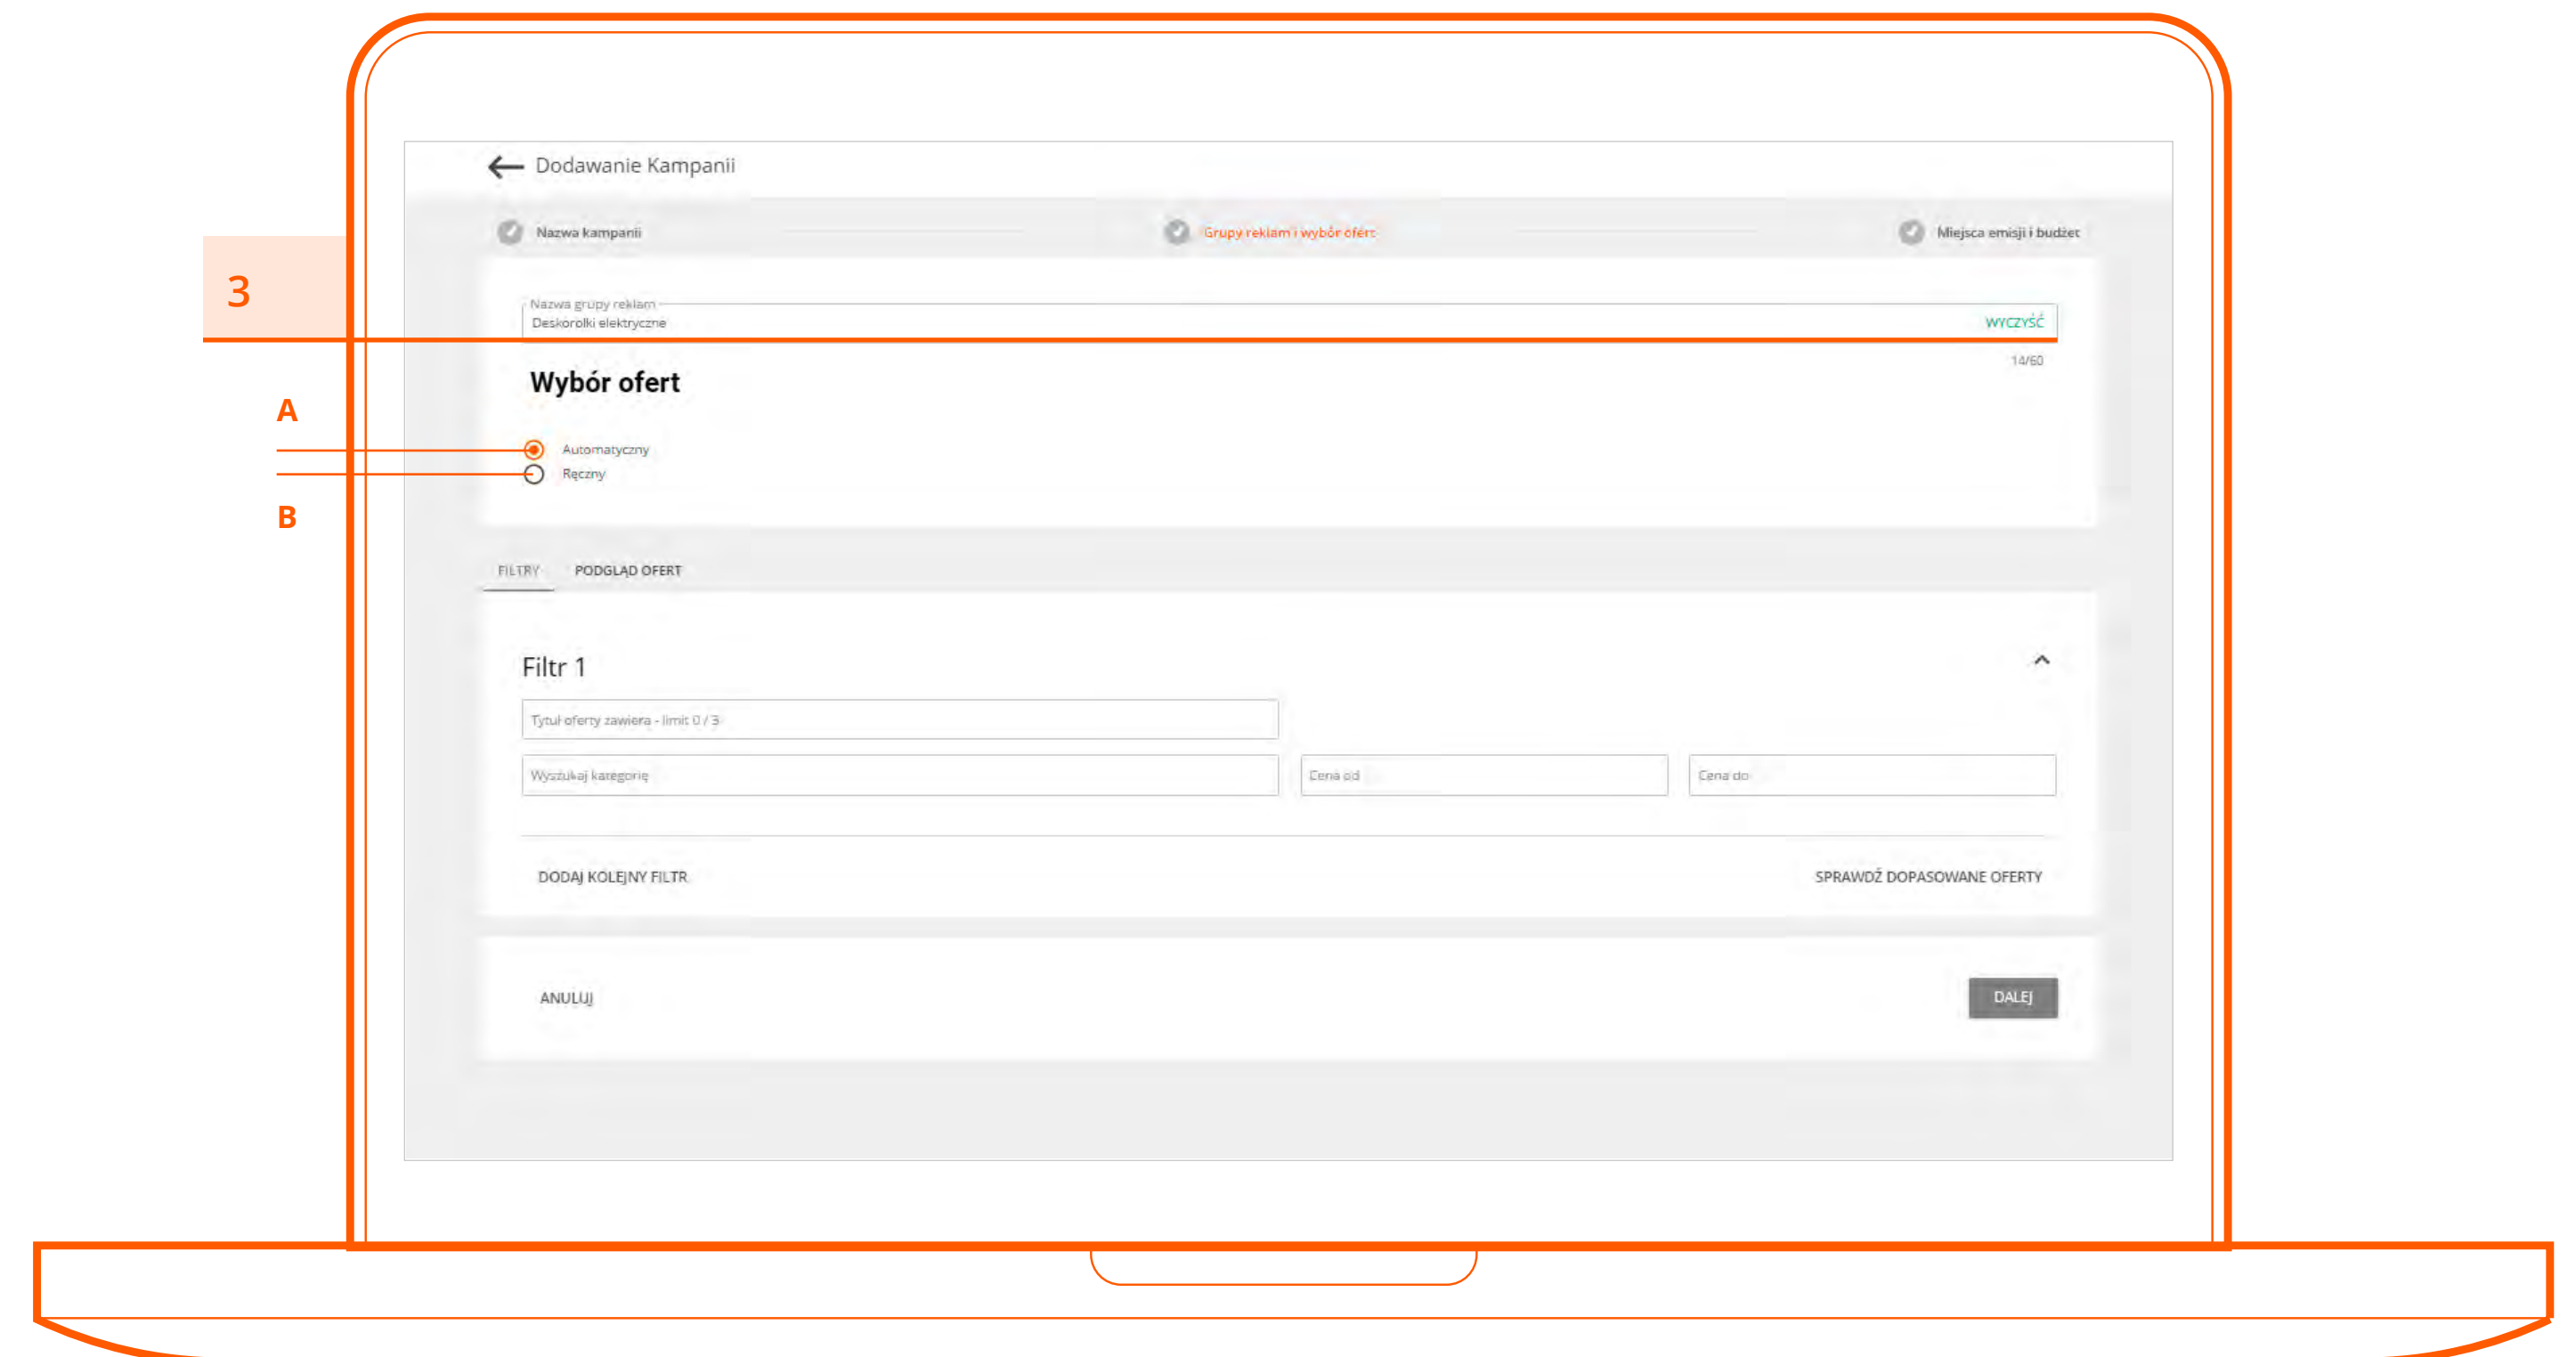 Dodawanie Kampanii
Nazwa kampanii
Grupy reklam i wybór ofert
Miejsca emisji i budżet
3
Nazwa grupy reklam
Deskorolki elektryczne
WYCZYŚĆ
14/60
Wybór ofert
A
Automatyczny
Ręczny
B
FILTRY
PODGLĄD OFERT
Filtr 1
Tytuł oferty zawiera - limit 0 / 3
Wyszukaj kategorię
Cena od
Cena do
DODAJ KOLEJNY FILTR
SPRAWDŹ DOPASOWANE OFERTY
ANULUJ
DALEJ